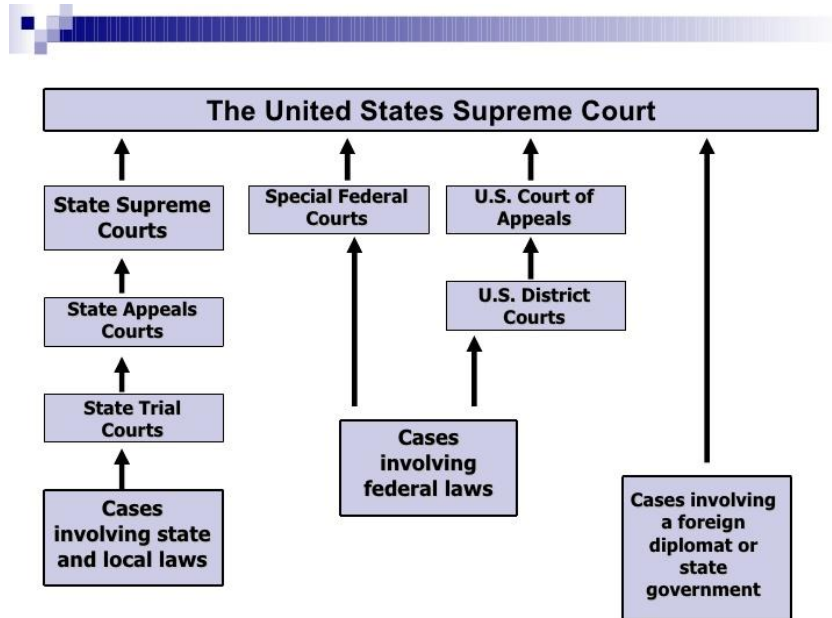 The United States Supreme Court
State Supreme
Courts
Special Federal
Courts
U.S. Court of
Appeals
State Appeals
Courts
U.S. District
Courts
State Trial
Courts
Cases
involving
federal laws
Cases
involving state
and local laws
Cases involving
a foreign
diplomat or
state
government